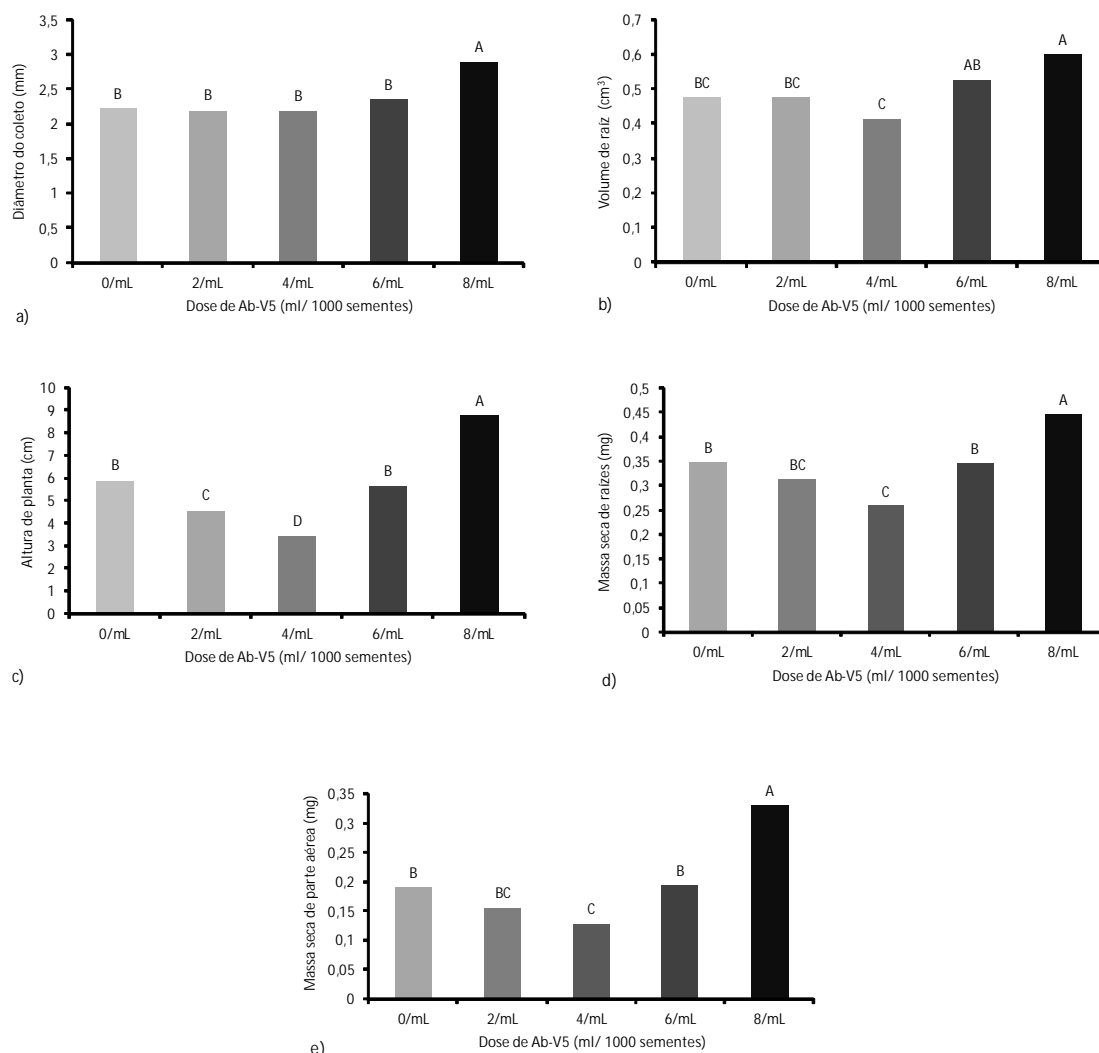 Diâmetro do coleto (mm)
3,5
3
2,5
2
1,5
1
0,5
0
B
B
B
B
A
0/mL 2/mL 4/mL 6/mL 8/mL
Dose de Ab-V5 (ml/ 1000 sementes)
a)
Volume de raíz (cm³)
0,7
0,6
0,5
0,4
0,3
0,2
0,1
0
BC
BC
C
AB
A
0/mL 2/mL 4/mL 6/mL 8/mL
Dose de Ab-V5 (ml/ 1000 sementes)
b)
Altura de planta (cm)
10
9
8
7
6
5
4
3
2
1
0
B
C
D
B
A
0/mL 2/mL 4/mL 6/mL 8/mL
Dose de Ab-V5 (ml/ 1000 sementes)
c)
Massa seca de raízes (mg)
0,5
0,45
0,4
0,35
0,3
0,25
0,2
0,15
0,1
0,05
0
B
BC
C
B
A
0/mL 2/mL 4/mL 6/mL 8/mL
Dose de Ab-V5 (ml/ 1000 sementes)
d)
Massa seca de parte aérea (mg)
0,35
0,3
0,25
0,2
0,15
0,1
0,05
0
B
BC
C
B
A
0/mL 2/mL 4/mL 6/mL 8/mL
Dose de Ab-V5 (ml/ 1000 sementes)
e)